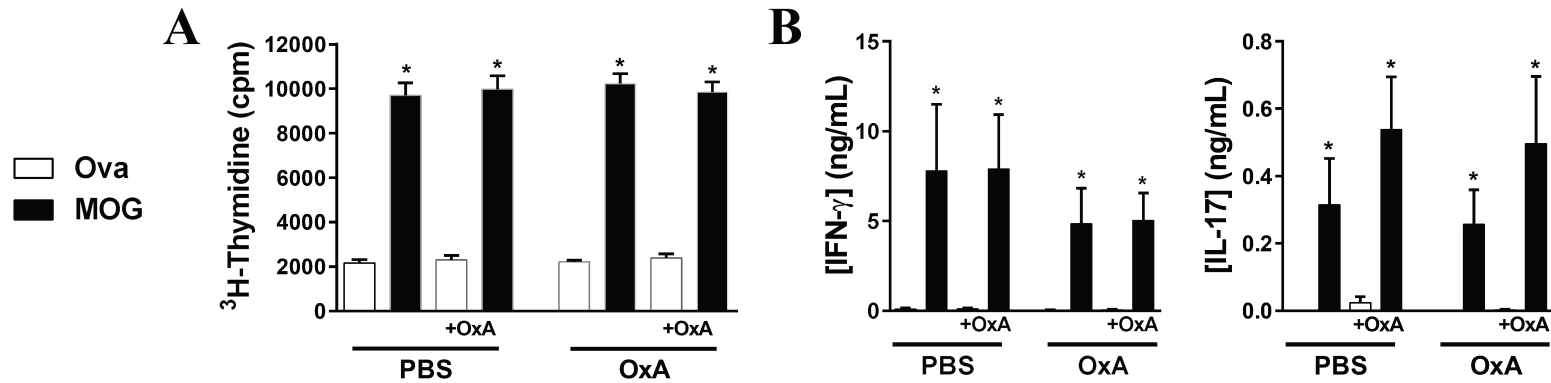 A
B
Ova
MOG
³H-Thymidine (cpm)
12000
10000
8000
6000
4000
2000
0
* * * *
+OxA +OxA
PBS OxA
[IFN-γ] (ng/mL)
15
10
5
0
* * * *
+OxA +OxA
PBS OxA
[IL-17] (ng/mL)
0.8
0.6
0.4
0.2
0.0
* * * *
+OxA +OxA
PBS OxA